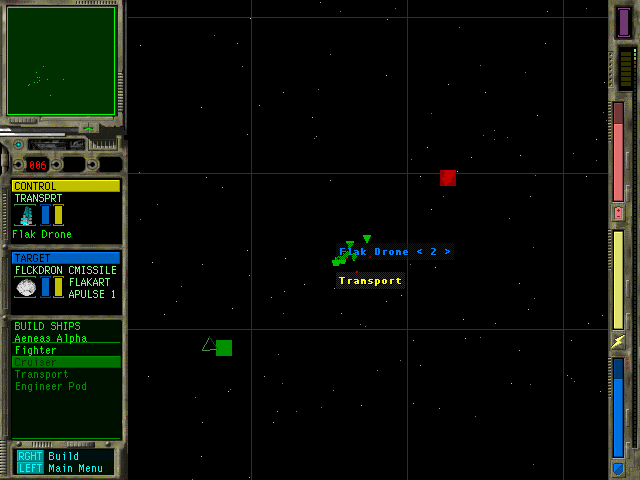 006
CONTROL
TRANSPRT
Flak Drone
TARGET
FLCKDRON CMISSILE
FLAKART
APULSE 1
BUILD SHIPS
Aeneas Alpha
Fighter
Cruiser
Transport
Engineer Pod
RGHT Build
LEFT Main Menu
Flak Drone < 2 >
Transport